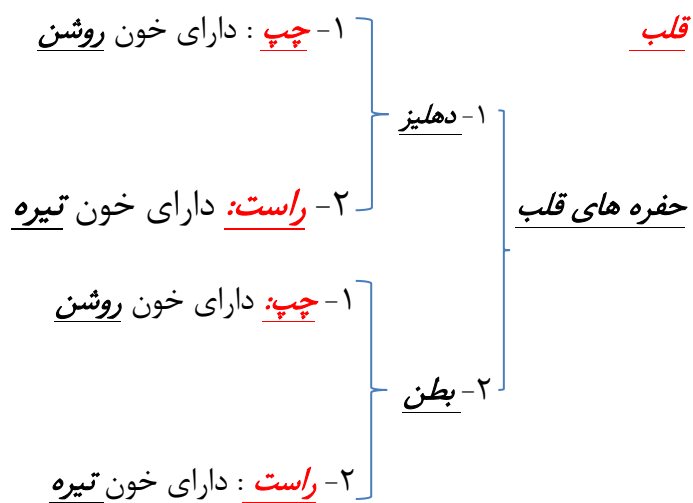 قلب
۱- چپ : دارای خون روشن
۱- دهلیز
۲- راست: دارای خون تیره
حفره های قلب
۱- چپ: دارای خون روشن
۲- بطن
۲- راست : دارای خون تیره